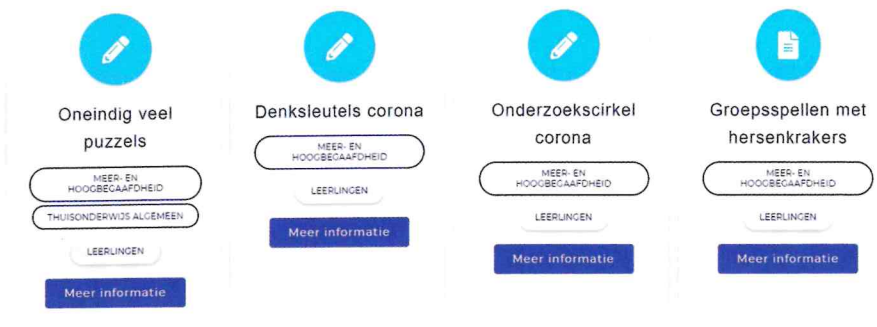 Oneindig veel
puzzels
MEER- EN
HOOGBEGAAFDHEID
THUISONDERWIJS ALGEMEEN
LEERLINGEN
Meer informatie
Denksleutels corona
MEER- EN
HOOGBEGAAFDHEID
LEERLINGEN
Meer informatie
Onderzoekscirkel
corona
MEER- EN
HOOGBEGAAFDHEID
LEERLINGEN
Meer informatie
Groepsspellen met
hersenkrakers
MEER- EN
HOOGBEGAAFDHEID
LEERLINGEN
Meer informatie